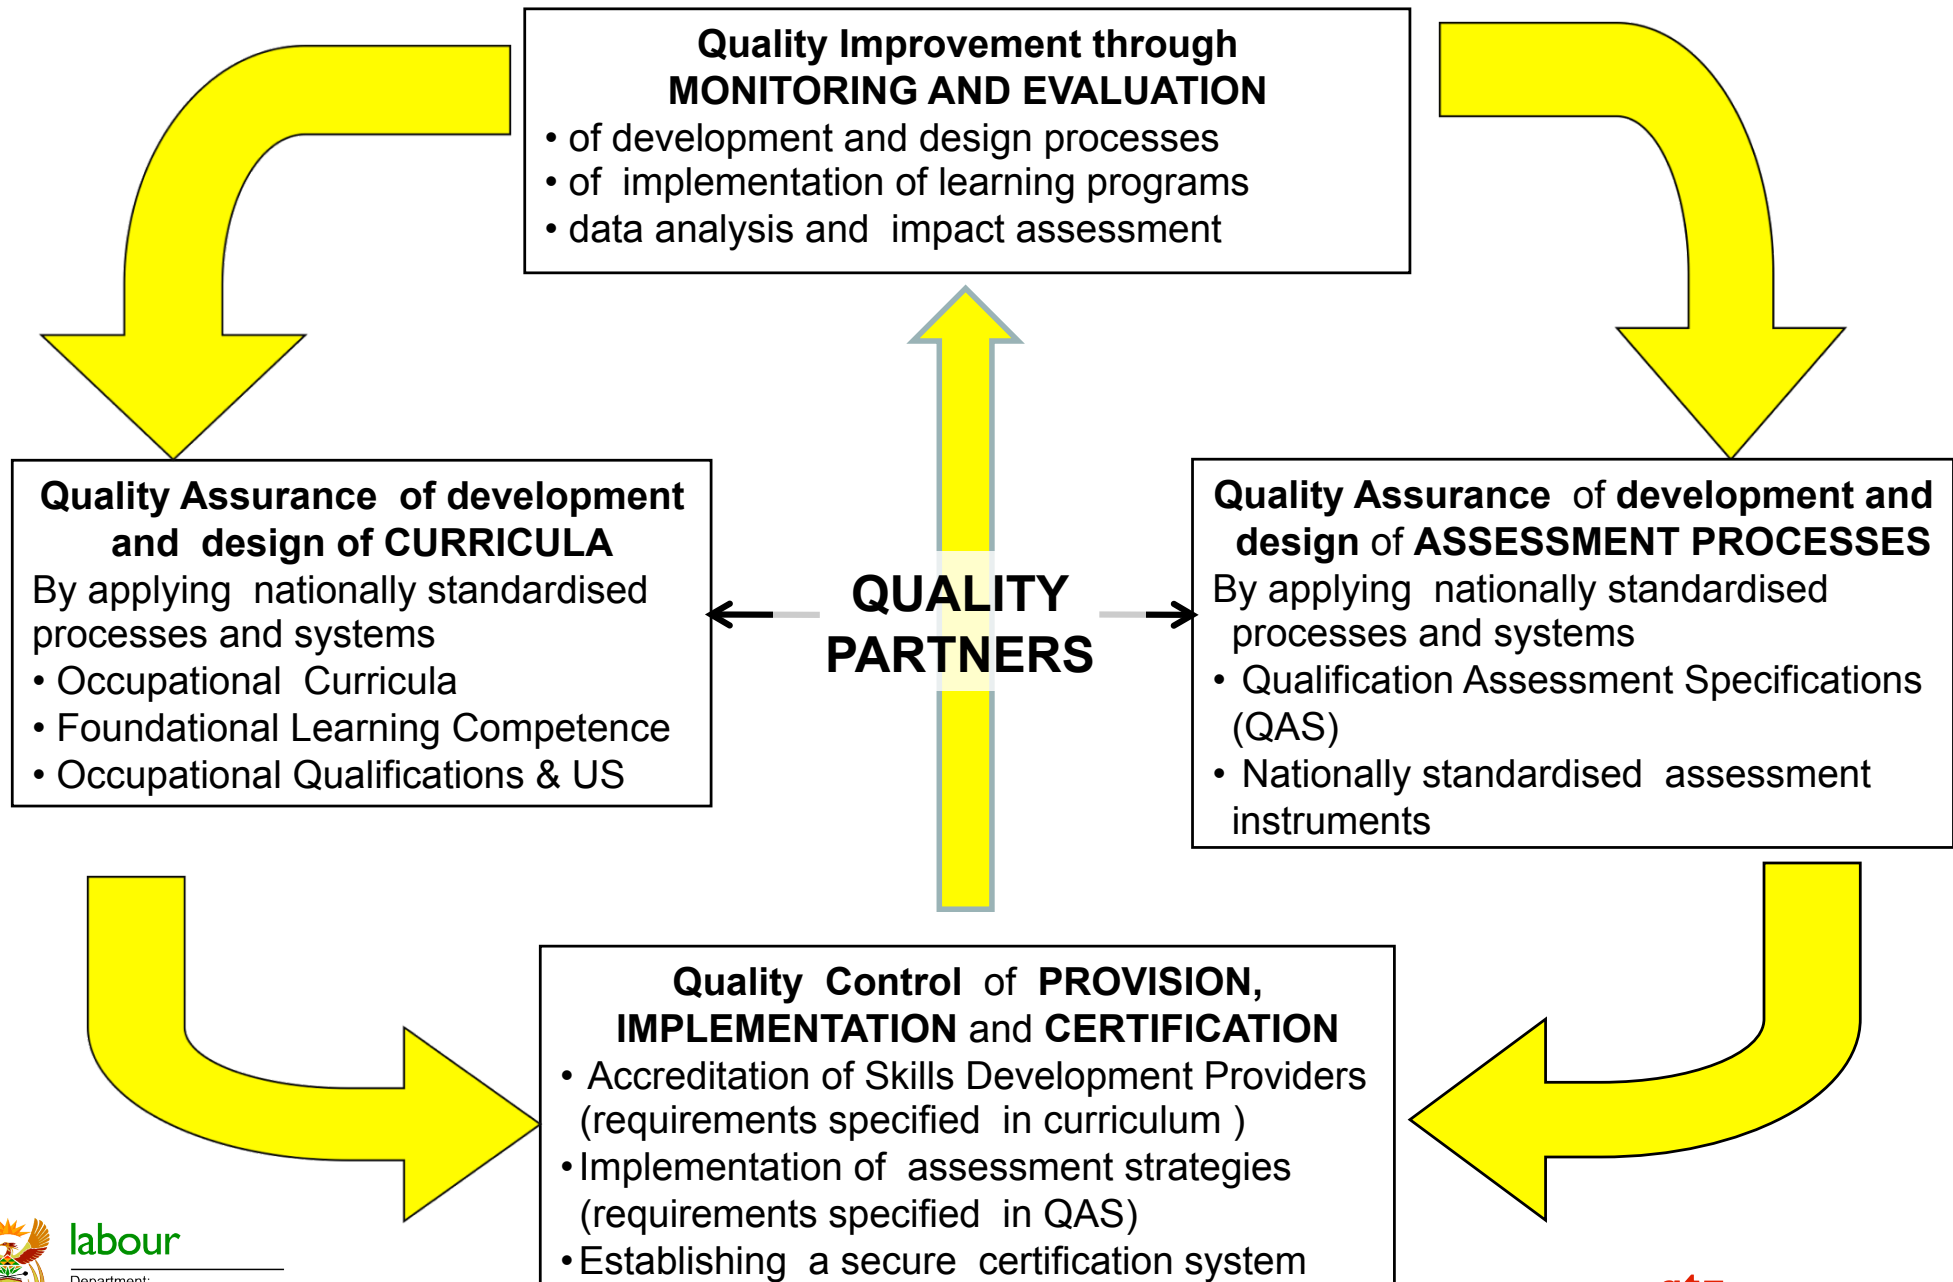 Quality Improvement through
MONITORING AND EVALUATION
• of development and design processes
• of implementation of learning programs
• data analysis and impact assessment
Quality Assurance of development
and design of CURRICULA
By applying nationally standardised
processes and systems
• Occupational Curricula
• Foundational Learning Competence
• Occupational Qualifications & US
QUALITY
PARTNERS
Quality Assurance of development and
design of ASSESSMENT PROCESSES
By applying nationally standardised
processes and systems
• Qualification Assessment Specifications
(QAS)
• Nationally standardised assessment
instruments
Quality Control of PROVISION,
IMPLEMENTATION and CERTIFICATION
• Accreditation of Skills Development Providers
(requirements specified in curriculum )
• Implementation of assessment strategies
(requirements specified in QAS)
• Establishing a secure certification system
labour
Department: